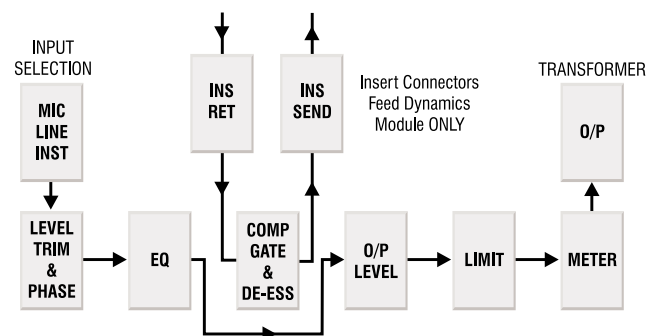 INPUT
SELECTION
MIC
LINE
INST
INS
RET
INS
SEND
Insert Connectors
Feed Dynamics
Module ONLY
TRANSFORMER
O/P
LEVEL
TRIM
&
PHASE
EQ
COMP
GATE
&
DE-ESS
O/P
LEVEL
LIMIT
METER